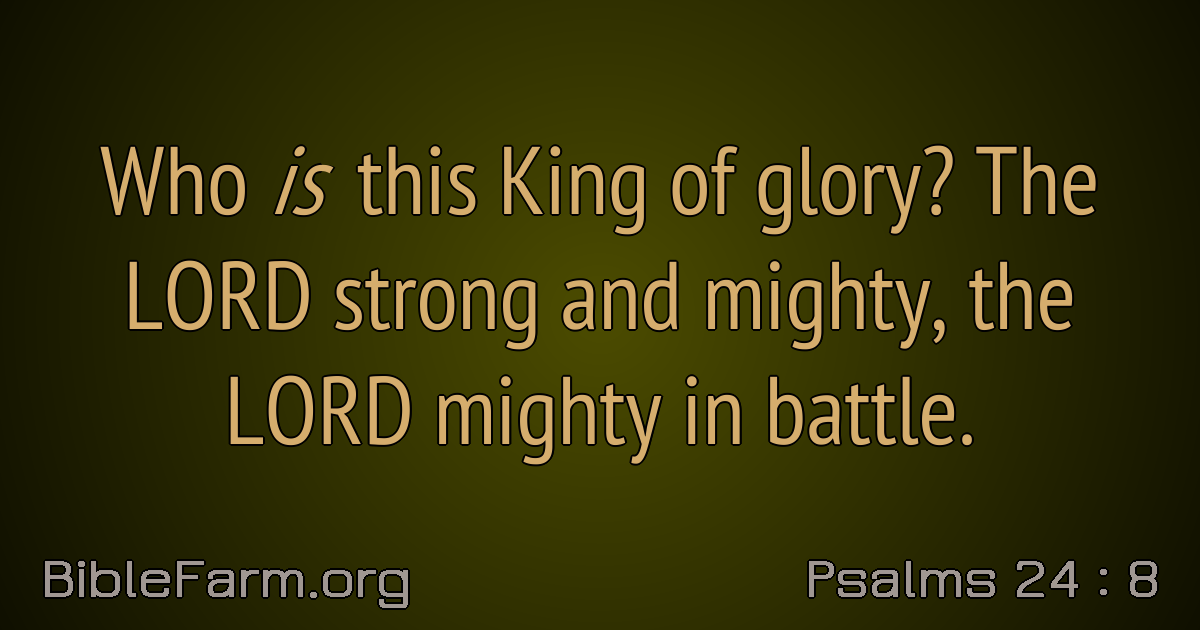 Who is this King of glory? The
LORD strong and mighty, the
LORD mighty in battle.
BibleFarm.org
Psalms 24 : 8